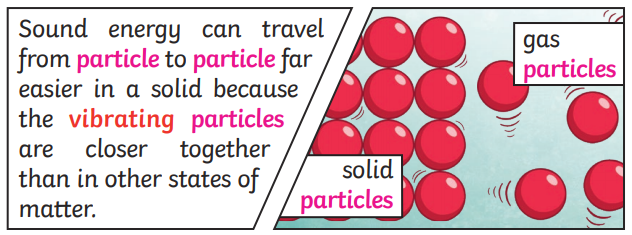 Sound energy can travel
from particle to particle far
easier in a solid because
the vibrating particles
are closer together
than in other states of
matter.
solid
particles
gas
particles